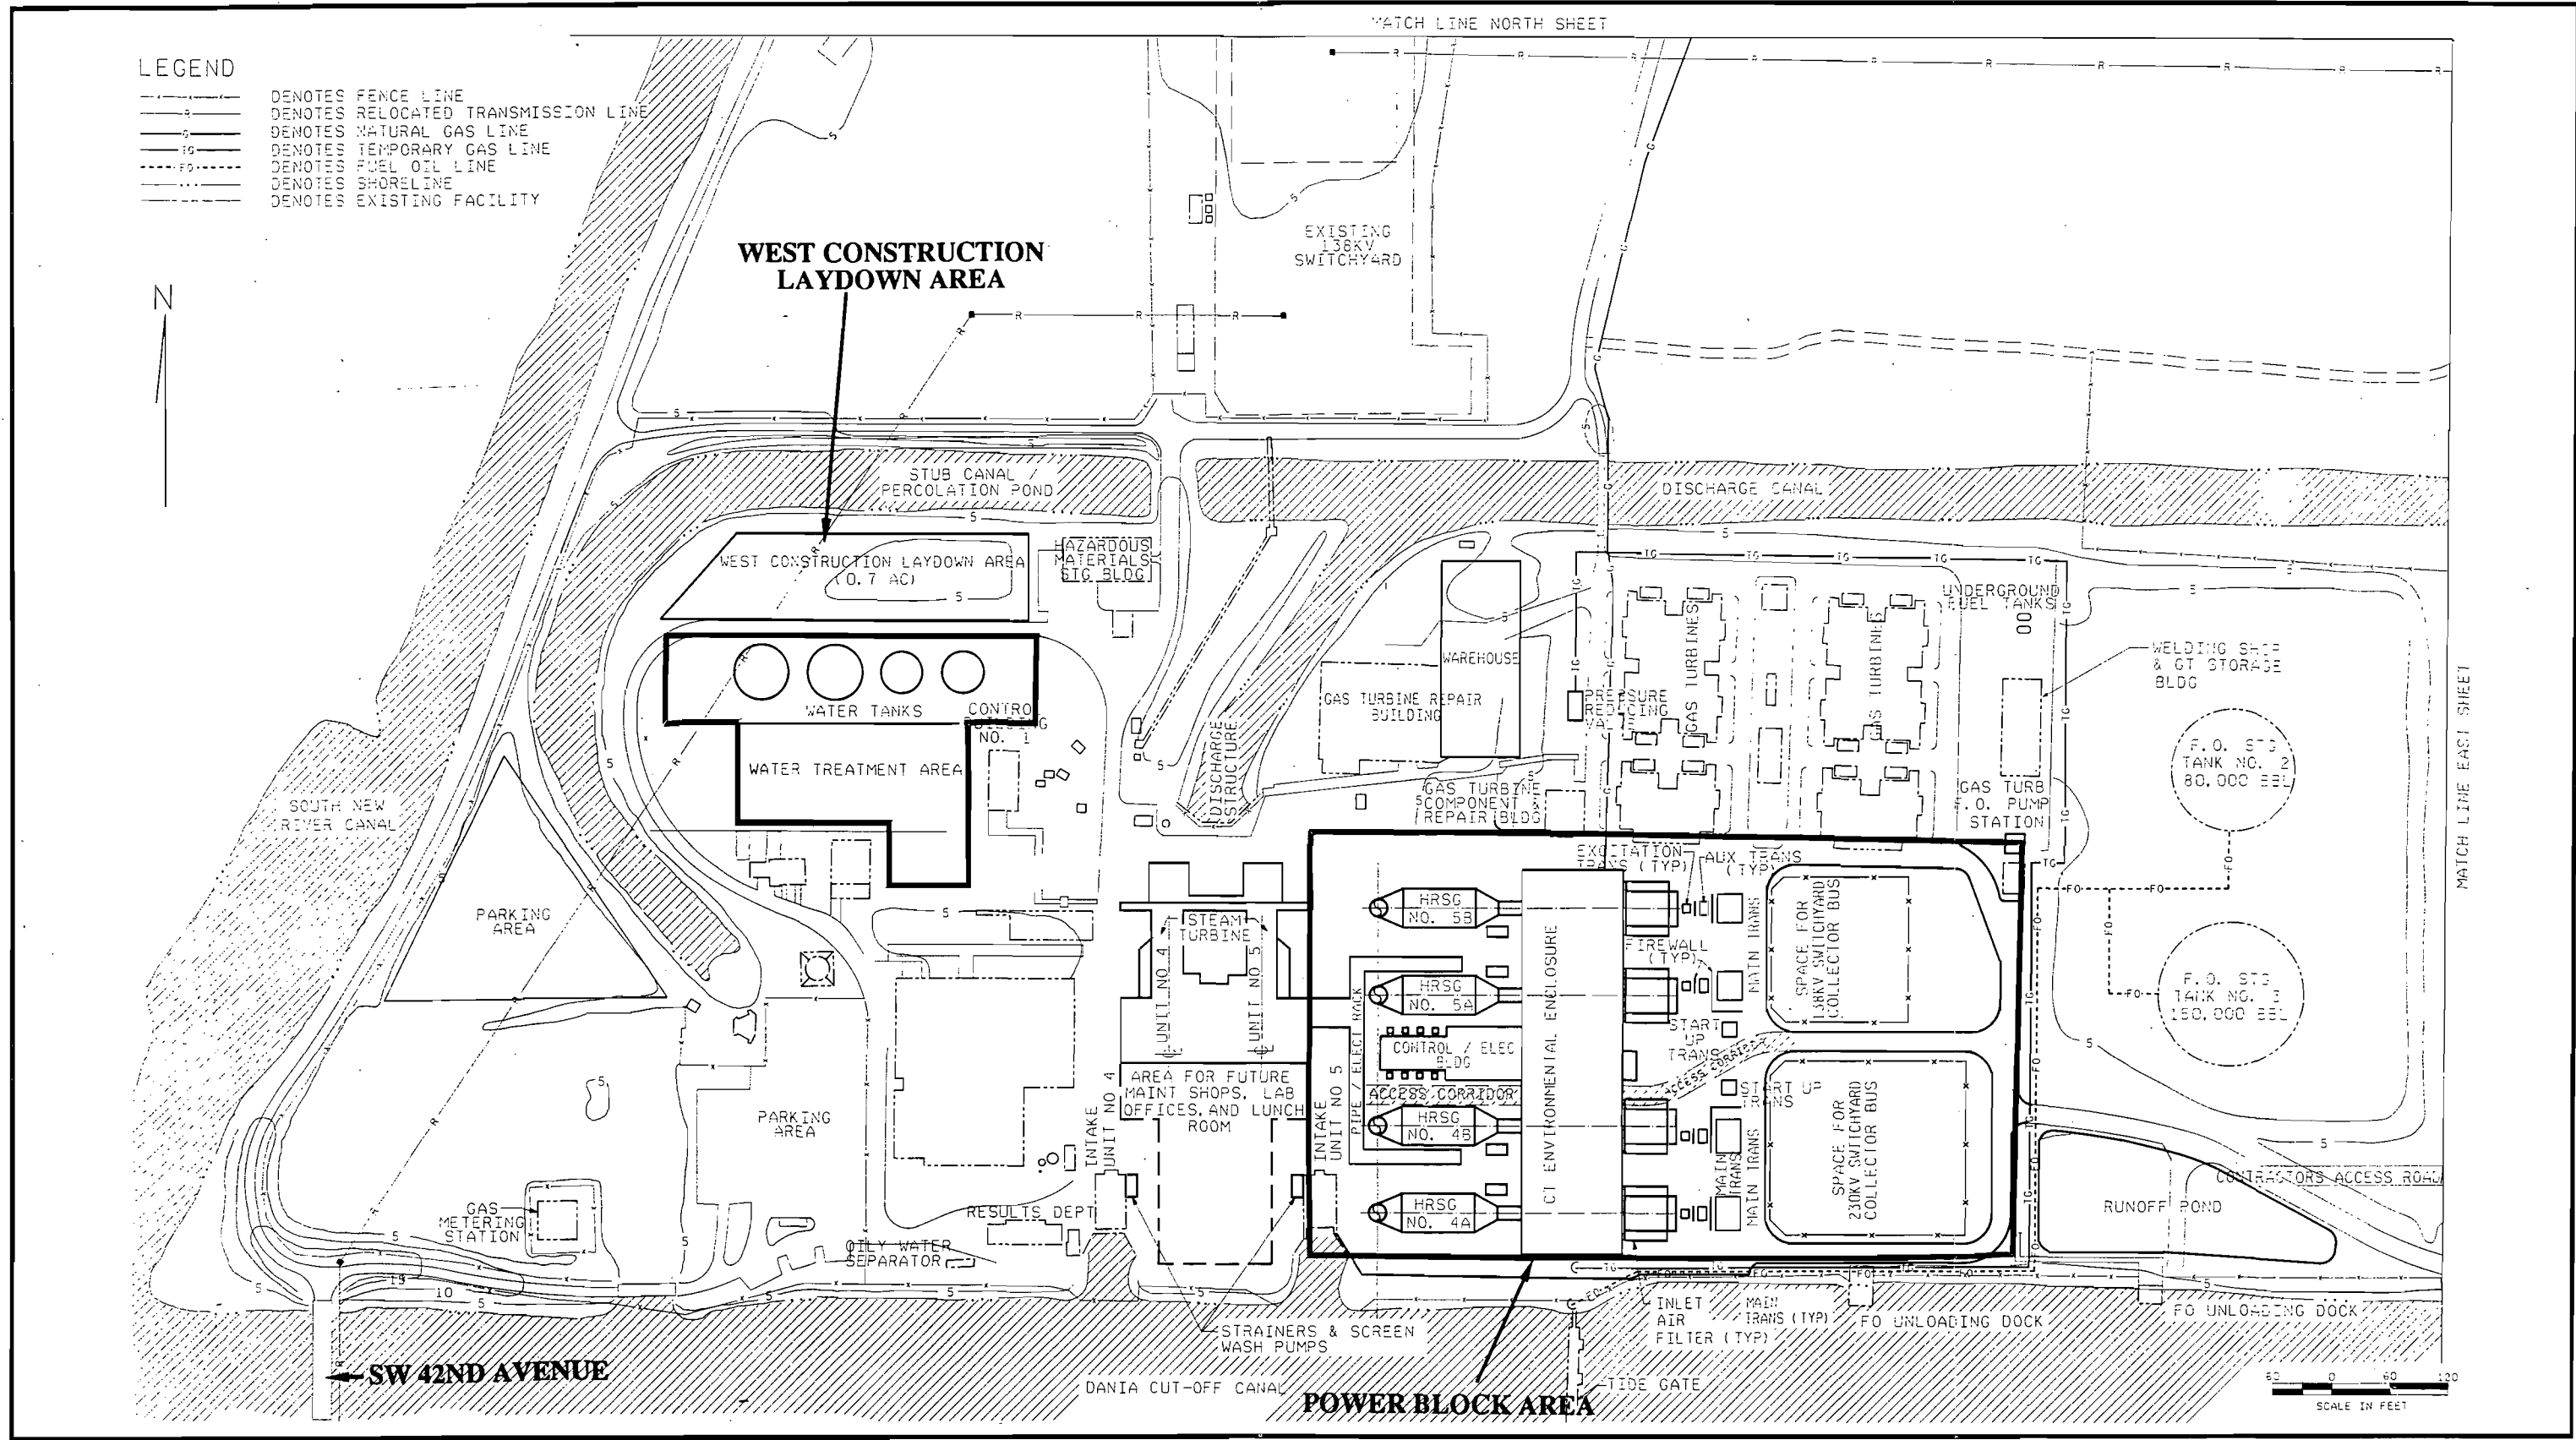 MATCH LINE NORTH SHEET
LEGEND
DENOTES FENCE LINE
R DENOTES RELOCATED TRANSMISSION LINE
G DENOTES NATURAL GAS LINE
TG DENOTES TEMPORARY GAS LINE
FO DENOTES FUEL OIL LINE
DENOTES SHORELINE
DENOTES EXISTING FACILITY
N
WEST CONSTRUCTION
LAYDOWN AREA
EXISTING
138KV
SWITCHYARD
STUB CANAL /
PERCOLATION POND
DISCHARGE CANAL
WEST CONSTRUCTION LAYDOWN AREA
(0.7 AC)
HAZARDOUS
MATERIALS
STG BLDG
WATER TANKS
CONTROL
BUILDING
NO. 1
WATER TREATMENT AREA
SOUTH NEW
RIVER CANAL
PARKING
AREA
DISCHARGE
STRUCTURE
WAREHOUSE
GAS TURBINE REPAIR
BUILDING
GAS TURBINE
COMPONENT &
REPAIR BLDG
PRESSURE
REDUCING
GAS TURBINES
GAS TURBINES
UNDERGROUND
FUEL TANKS
WELDING SHOP
& GT STORAGE
BLDG
GAS TURB
F.O. PUMP
STATION
F.O. STG
TANK NO. 2
80,000 BBL
F.O. STG
TANK NO. 3
150,000 BBL
MATCH LINE EAST SHEET
STEAM
TURBINE
UNIT NO 4
UNIT NO 5
EXCITATION
TRANS (TYP)
AUX TRANS
(TYP)
HRSG
NO. 5B
HRSG
NO. 5A
CONTROL / ELEC
BLDG
ACCESS CORRIDOR
HRSG
NO. 4B
HRSG
NO. 4A
PIPE / ELECT RACK
CT ENVIRONMENTAL ENCLOSURE
FIREWALL
(TYP)
MAIN TRANS
START
UP
TRANS
ACCESS CORRIDOR
START UP
TRANS
MAIN
TRANS
MAIN TRANS
SPACE FOR
138KV SWITCHYARD
COLLECTOR BUS
SPACE FOR
230KV SWITCHYARD
COLLECTOR BUS
AREA FOR FUTURE
MAINT SHOPS, LAB
OFFICES, AND LUNCH
ROOM
INTAKE
UNIT NO 4
INTAKE
UNIT NO 5
PARKING
AREA
GAS
METERING
STATION
RESULTS DEPT
OILY WATER
SEPARATOR
CONTRACTORS ACCESS ROAD
RUNOFF POND
STRAINERS & SCREEN
WASH PUMPS
INLET
AIR
FILTER (TYP)
MAIN
TRANS (TYP)
FO UNLOADING DOCK
FO UNLOADING DOCK
SW 42ND AVENUE
DANIA CUT-OFF CANAL
POWER BLOCK AREA
TIDE GATE
60 0 60 120
SCALE IN FEET